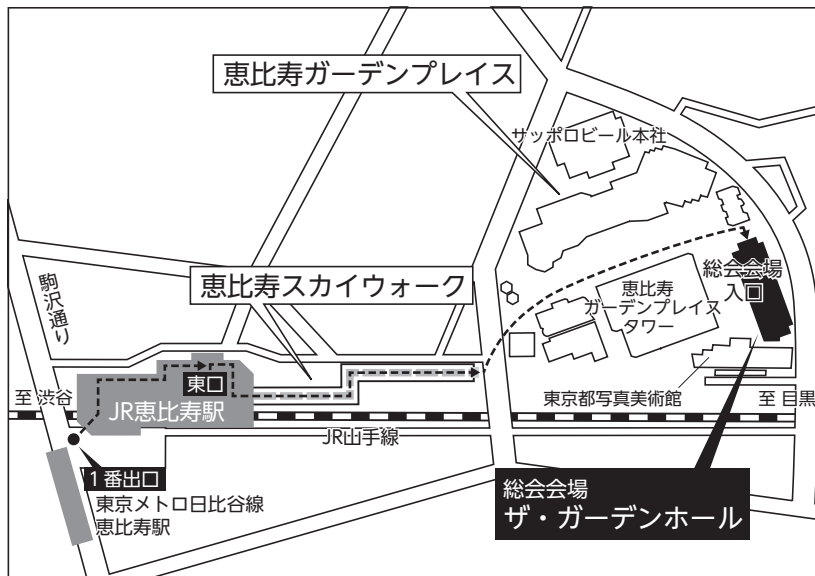 恵比寿ガーデンプレイス
サッポロビール本社
恵比寿スカイウォーク
総会会場
入口
恵比寿
ガーデンプレイス
タワー
駒沢通り
至 渋谷
東口
JR恵比寿駅
東京都写真美術館
至 目黒
JR山手線
1番出口
東京メトロ日比谷線
恵比寿駅
総会会場
ザ・ガーデンホール